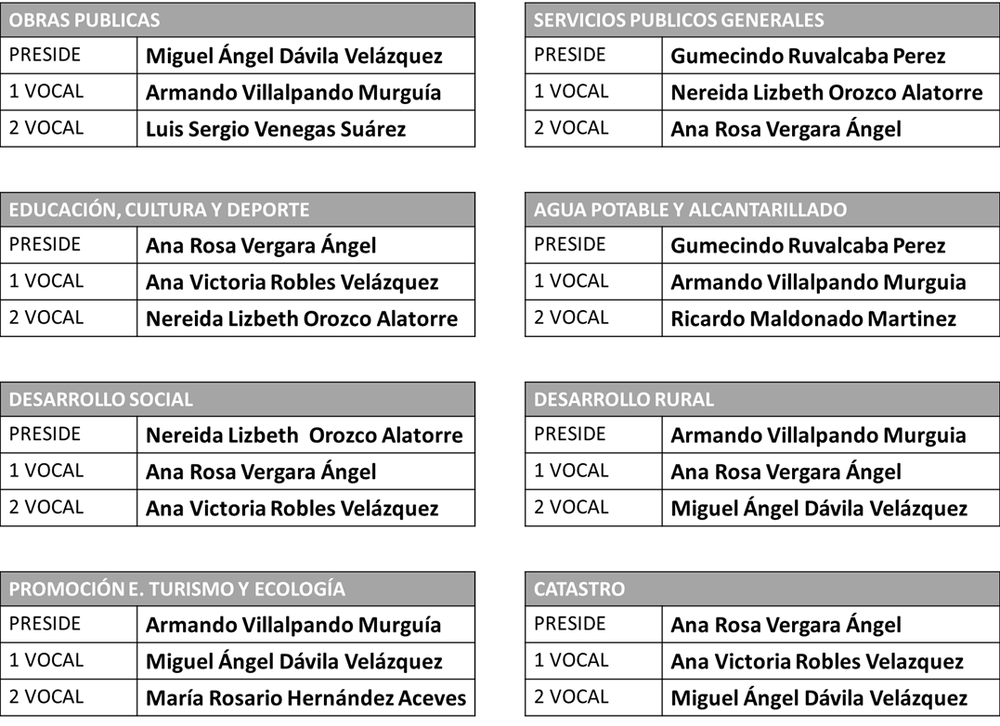 OBRAS PUBLICAS
PRESIDE Miguel Ángel Dávila Velázquez
1 VOCAL Armando Villalpando Murguía
2 VOCAL Luis Sergio Venegas Suárez
SERVICIOS PUBLICOS GENERALES
PRESIDE Gumecindo Ruvalcaba Perez
1 VOCAL Nereida Lizbeth Orozco Alatorre
2 VOCAL Ana Rosa Vergara Ángel
EDUCACIÓN, CULTURA Y DEPORTE
PRESIDE Ana Rosa Vergara Ángel
1 VOCAL Ana Victoria Robles Velázquez
2 VOCAL Nereida Lizbeth Orozco Alatorre
AGUA POTABLE Y ALCANTARILLADO
PRESIDE Gumecindo Ruvalcaba Perez
1 VOCAL Armando Villalpando Murguia
2 VOCAL Ricardo Maldonado Martinez
DESARROLLO SOCIAL
PRESIDE Nereida Lizbeth Orozco Alatorre
1 VOCAL Ana Rosa Vergara Ángel
2 VOCAL Ana Victoria Robles Velázquez
DESARROLLO RURAL
PRESIDE Armando Villalpando Murguia
1 VOCAL Ana Rosa Vergara Ángel
2 VOCAL Miguel Ángel Dávila Velázquez
PROMOCIÓN E. TURISMO Y ECOLOGÍA
PRESIDE Armando Villalpando Murguía
1 VOCAL Miguel Ángel Dávila Velázquez
2 VOCAL María Rosario Hernández Aceves
CATASTRO
PRESIDE Ana Rosa Vergara Ángel
1 VOCAL Ana Victoria Robles Velazquez
2 VOCAL Miguel Ángel Dávila Velázquez